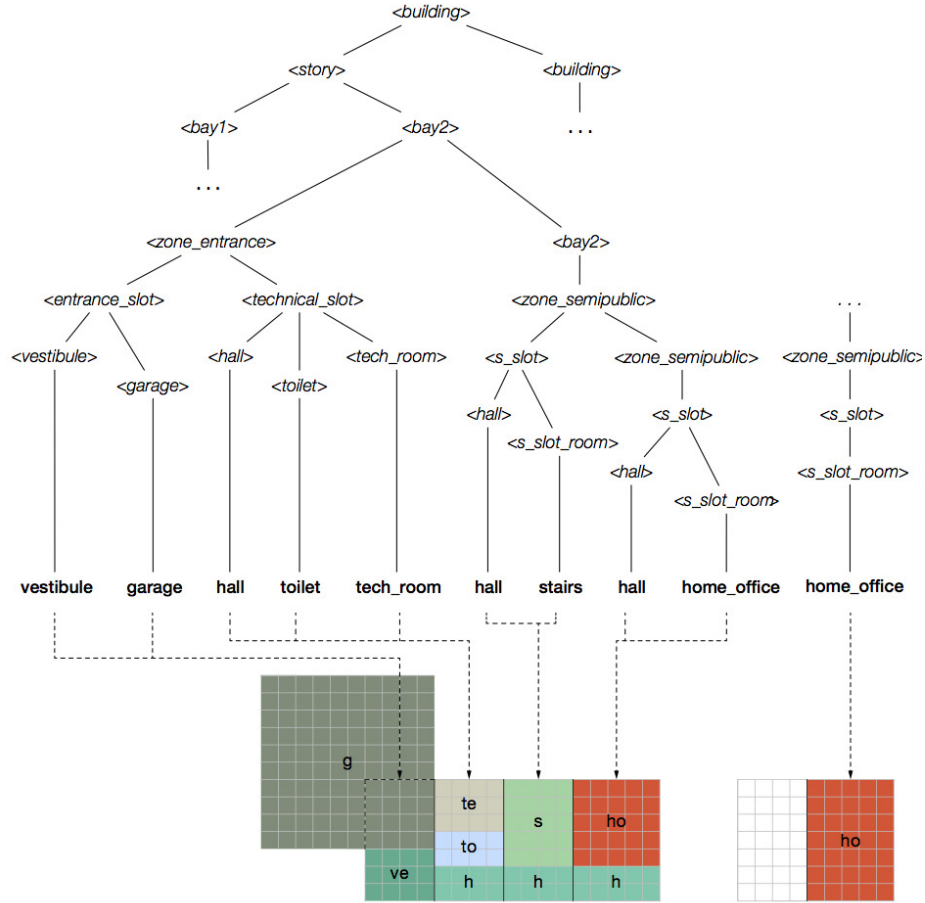 <building>
<story> <building>
<bay1> <bay2> ...
...
<zone_entrance> <bay2>
<entrance_slot> <technical_slot> <zone_semipublic> ...
<vestibule> <hall> <tech_room> <s_slot> <zone_semipublic> <zone_semipublic>
<garage> <toilet>
<hall> <s_slot> <s_slot>
<s_slot_room>
<hall> <s_slot_room>
<s_slot_room>
vestibule garage hall toilet tech_room hall stairs hall home_office home_office
g
te
s ho
to
ho
ve h h h